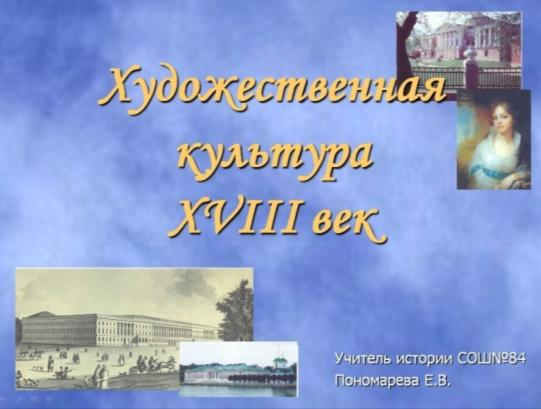 Художественная
культура
XVIII век
Учитель истории СОШ№84
Пономарева Е.В.